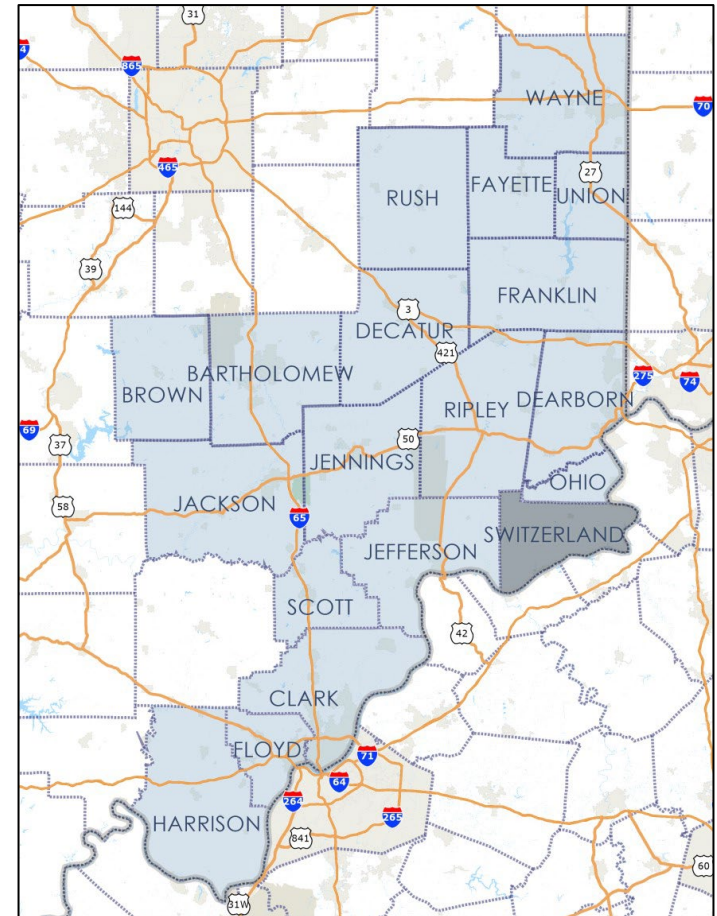 31
4
865
WAYNE
70
465
RUSH
FAYETTE
27
UNION
144
39
FRANKLIN
3
DECATUR
421
BARTHOLOMEW
BROWN
275
74
DEARBORN
RIPLEY
69
37
50
JENNINGS
OHIO
JACKSON
58
65
SWITZERLAND
JEFFERSON
SCOTT
42
CLARK
FLOYD
71
64
264
265
HARRISON
841
60
31W